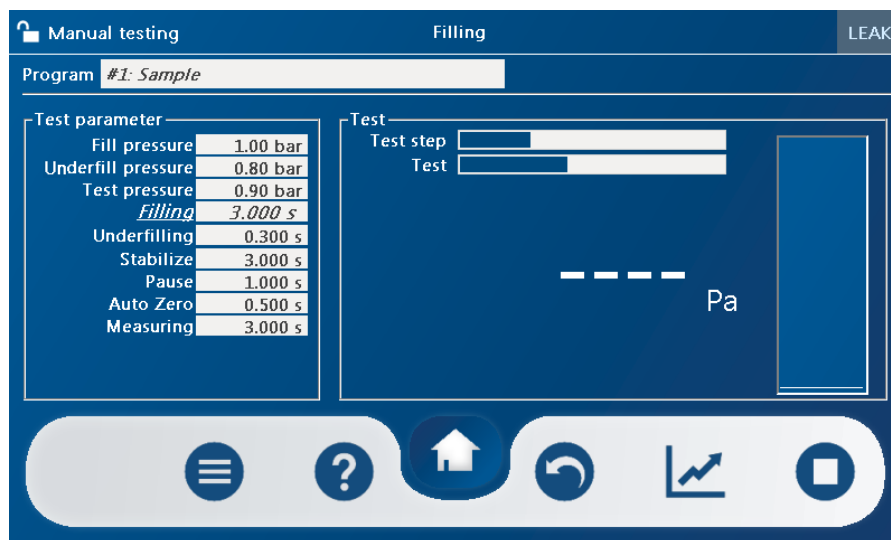 Manual testing Filling LEAK
Program #1: Sample
Test parameter
Fill pressure 1.00 bar
Underfill pressure 0.80 bar
Test pressure 0.90 bar
Filling 3.000 s
Underfilling 0.300 s
Stabilize 3.000 s
Pause 1.000 s
Auto Zero 0.500 s
Measuring 3.000 s
Test
Test step
Test
----
Pa
?